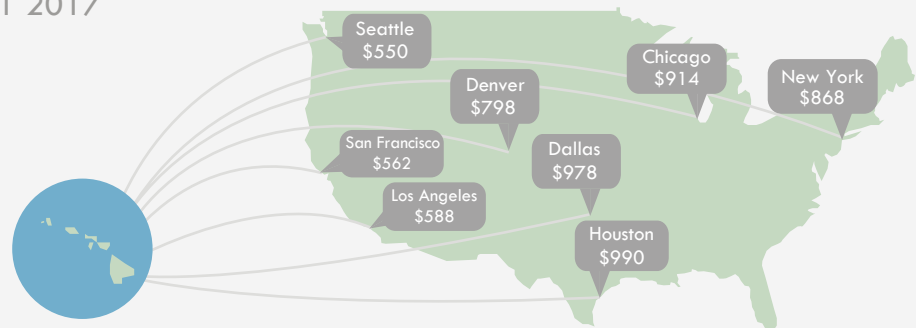 2017
Seattle
$550
Chicago
$914
New York
$868
Denver
$798
San Francisco
$562
Dallas
$978
Los Angeles
$588
Houston
$990